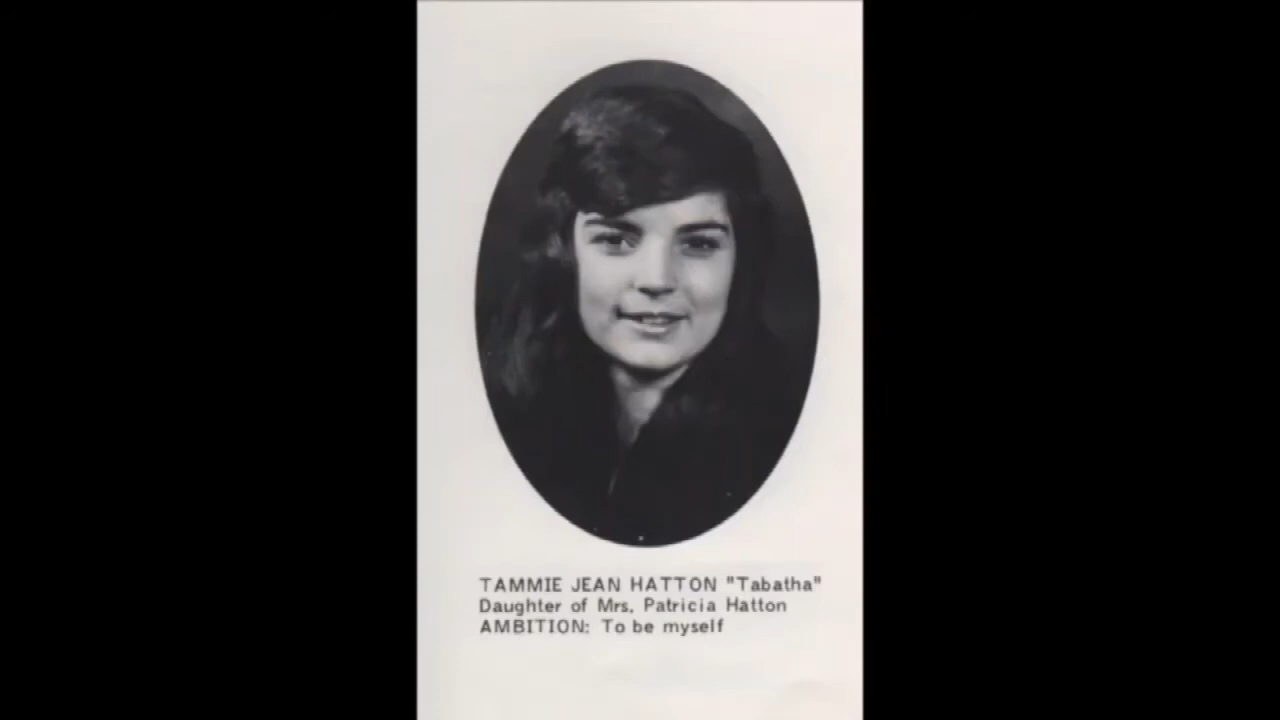 TAMMIE JEAN HATTON "Tabatha"
Daughter of Mrs. Patricia Hatton
AMBITION: To be myself